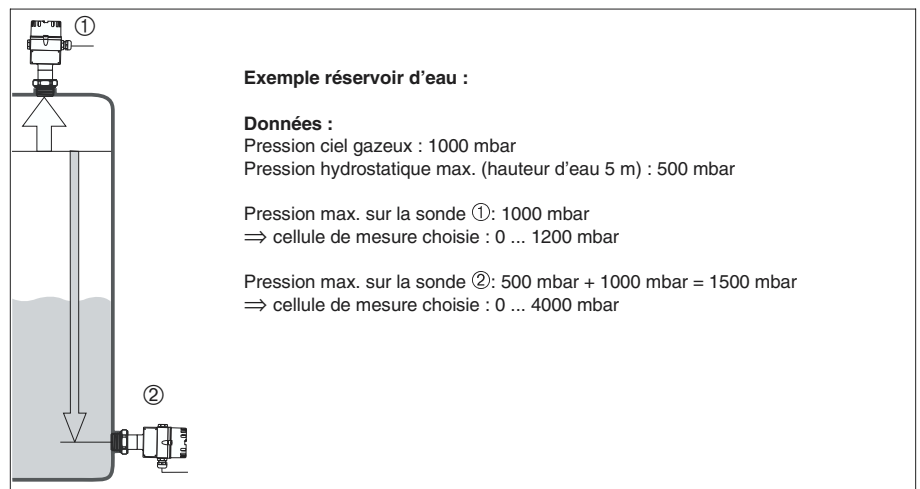 ①
Exemple réservoir d'eau :
Données :
Pression ciel gazeux : 1000 mbar
Pression hydrostatique max. (hauteur d'eau 5 m) : 500 mbar
Pression max. sur la sonde ①: 1000 mbar
⇒ cellule de mesure choisie : 0 ... 1200 mbar
Pression max. sur la sonde ②: 500 mbar + 1000 mbar = 1500 mbar
⇒ cellule de mesure choisie : 0 ... 4000 mbar
②